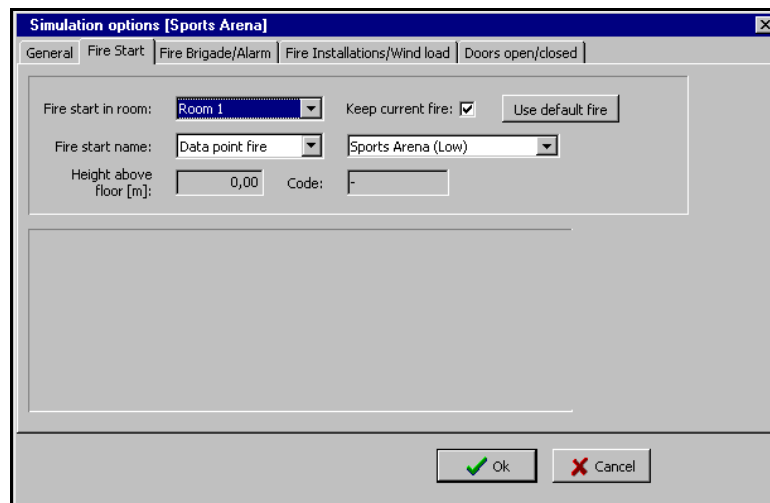 Simulation options [Sports Arena]
General Fire Start Fire Brigade/Alarm Fire Installations/Wind load Doors open/closed
Fire start in room: Room 1 Keep current fire: Use default fire
Fire start name: Data point fire Sports Arena (Low)
Height above floor [m]: 0,00 Code: -
Ok Cancel